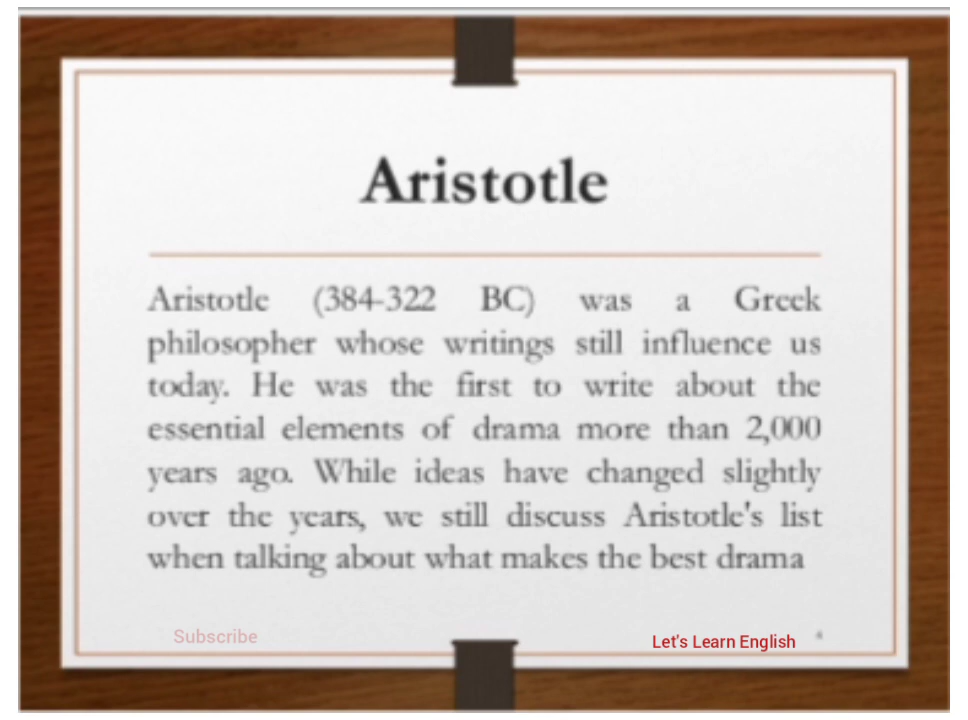 Aristotle
Aristotle (384-322 BC) was a Greek
philosopher whose writings still influence us
today. He was the first to write about the
essential elements of drama more than 2,000
years ago. While ideas have changed slightly
over the years, we still discuss Aristotle's list
when talking about what makes the best drama
Subscribe
Let's Learn English
4